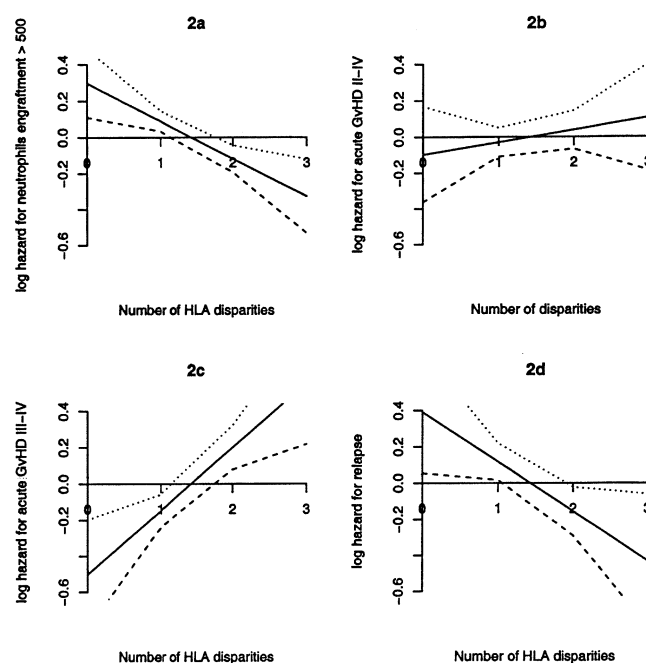 2a
log hazard for neutrophils engraftment > 500
0.4
0.2
0.0
−0.2
−0.6
0 1 2 3
Number of HLA disparities
2b
log hazard for acute GvHD II−IV
0.4
0.2
0.0
−0.2
−0.6
0 1 2 3
Number of disparities
2c
log hazard for acute GvHD III−IV
0.4
0.2
0.0
−0.2
−0.6
0 1 2 3
Number of HLA disparities
2d
log hazard for relapse
0.4
0.2
0.0
−0.2
−0.6
0 1 2 3
Number of HLA disparities